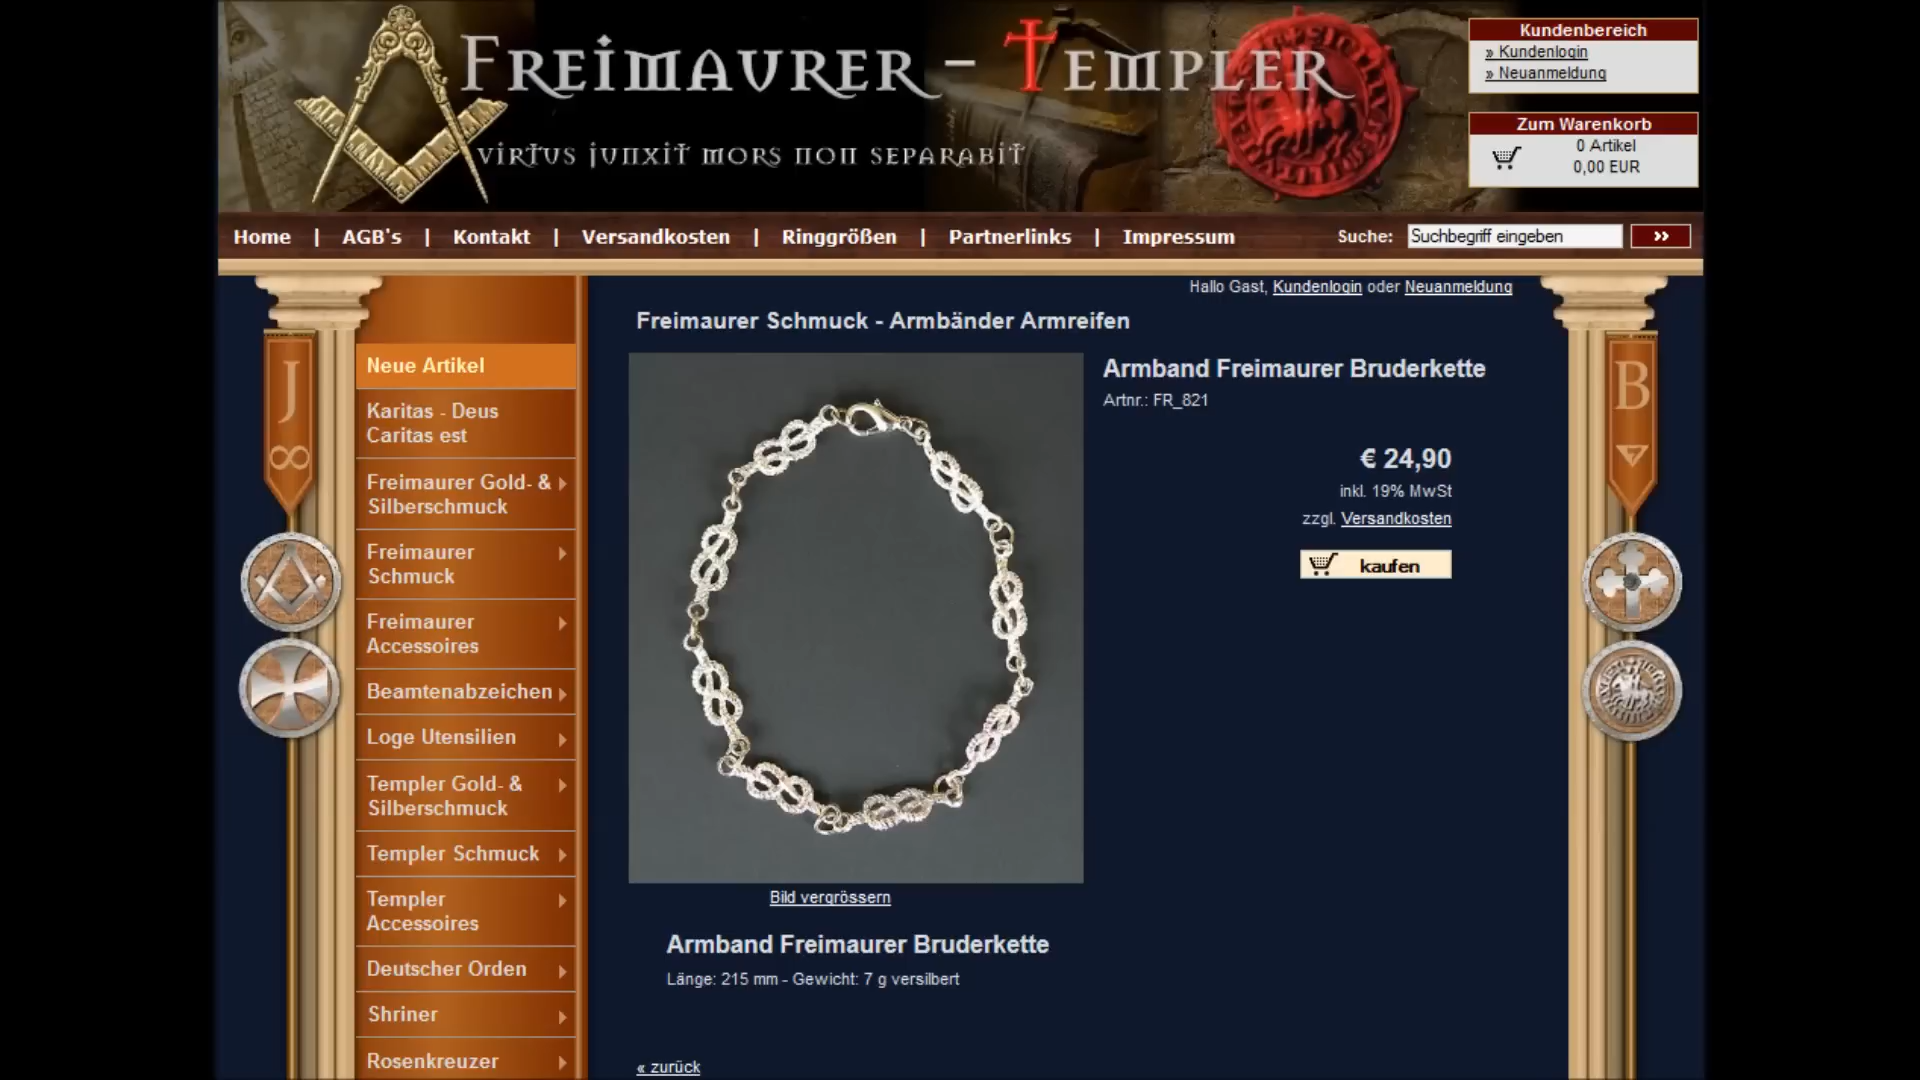 FREIMAURER - TEMPLER
VIRTUS JUNXIT MORS NON SEPARABIT
Kundenbereich
» Kundenlogin
» Neuanmeldung
Zum Warenkorb
0 Artikel
0,00 EUR
Home | AGB's | Kontakt | Versandkosten | Ringgrößen | Partnerlinks | Impressum
Suche: Suchbegriff eingeben »
Hallo Gast, Kundenlogin oder Neuanmeldung
J
B
Neue Artikel
Karitas - Deus
Caritas est
Freimaurer Gold- &
Silberschmuck
Freimaurer
Schmuck
Freimaurer
Accessoires
Beamtenabzeichen
Loge Utensilien
Templer Gold- &
Silberschmuck
Templer Schmuck
Templer
Accessoires
Deutscher Orden
Shriner
Rosenkreuzer
Freimaurer Schmuck - Armbänder Armreifen
Armband Freimaurer Bruderkette
Artnr.: FR_821
€ 24,90
inkl. 19% MwSt
zzgl. Versandkosten
kaufen
Bild vergrössern
Armband Freimaurer Bruderkette
Länge: 215 mm - Gewicht: 7 g versilbert
« zurück